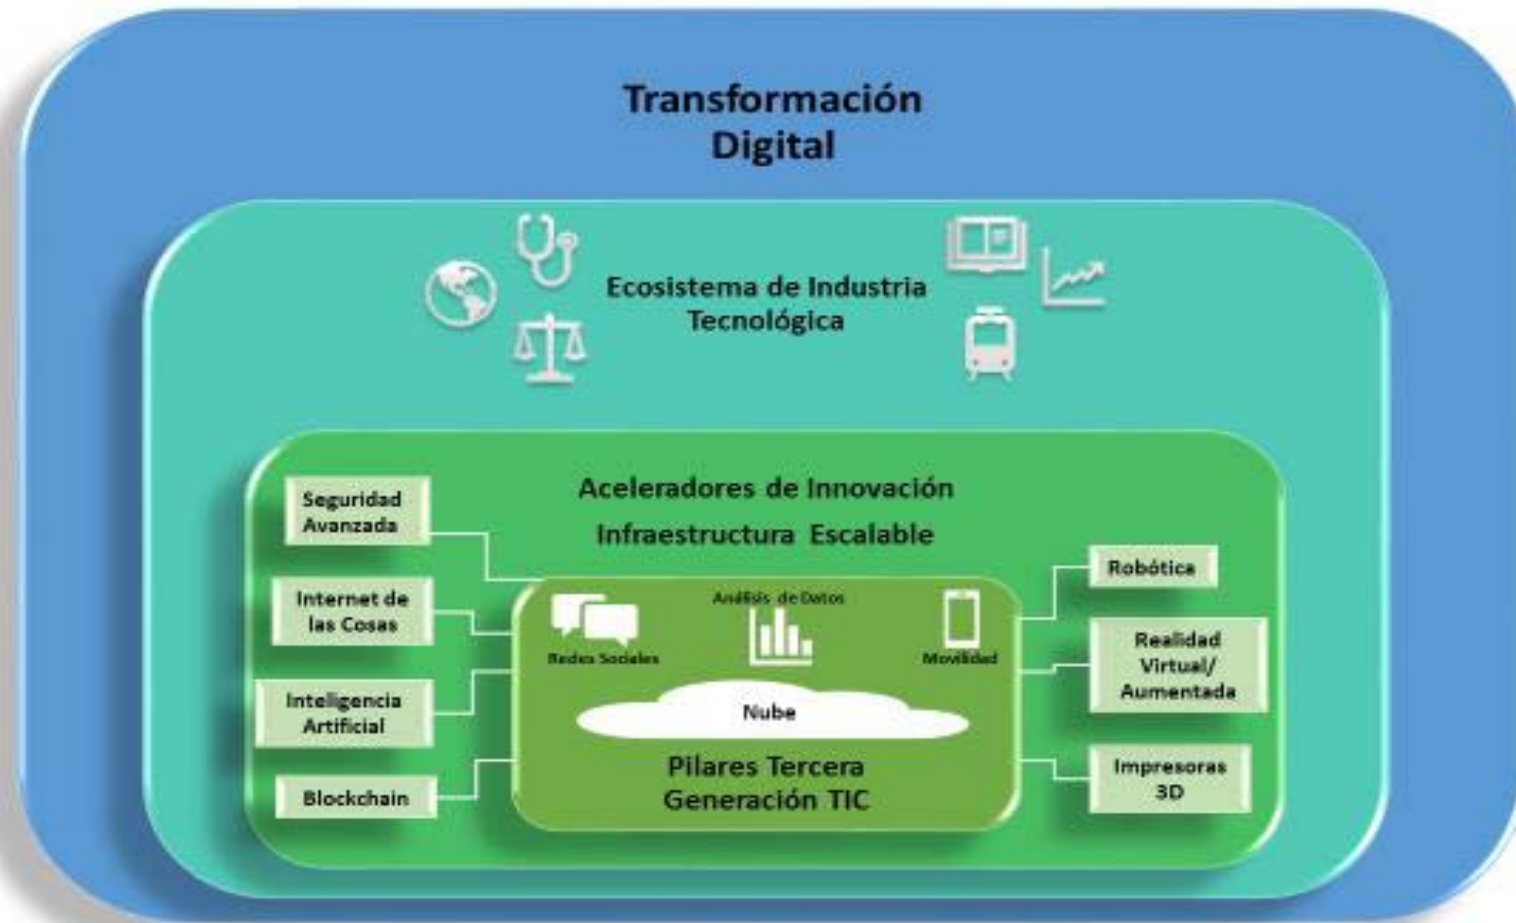 Transformación
Digital
Ecosistema de Industria
Tecnológica
Aceleradores de Innovación
Infraestructura Escalable
Seguridad
Avanzada
Internet de
las Cosas
Inteligencia
Artificial
Blockchain
Análisis de Datos
Redes Sociales
Movilidad
Nube
Pilares Tercera
Generación TIC
Robótica
Realidad
Virtual/
Aumentada
Impresoras
3D